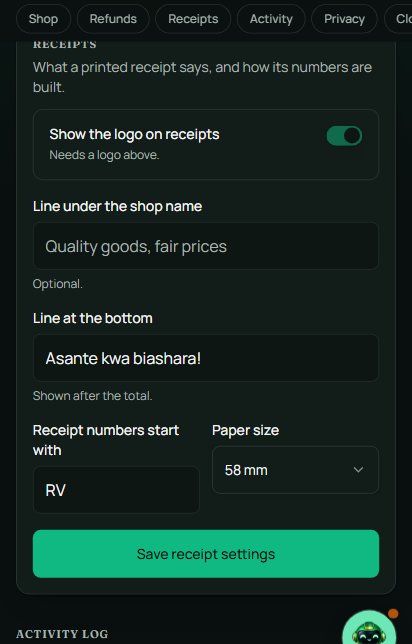 Shop
Refunds
Receipts
Activity
Privacy
Clo
RECEIPTS
What a printed receipt says, and how its numbers are
built.
Show the logo on receipts
Needs a logo above.
Line under the shop name
Quality goods, fair prices
Optional.
Line at the bottom
Asante kwa biashara!
Shown after the total.
Receipt numbers start
with
RV
Paper size
58 mm
Save receipt settings
ACTIVITY LOG